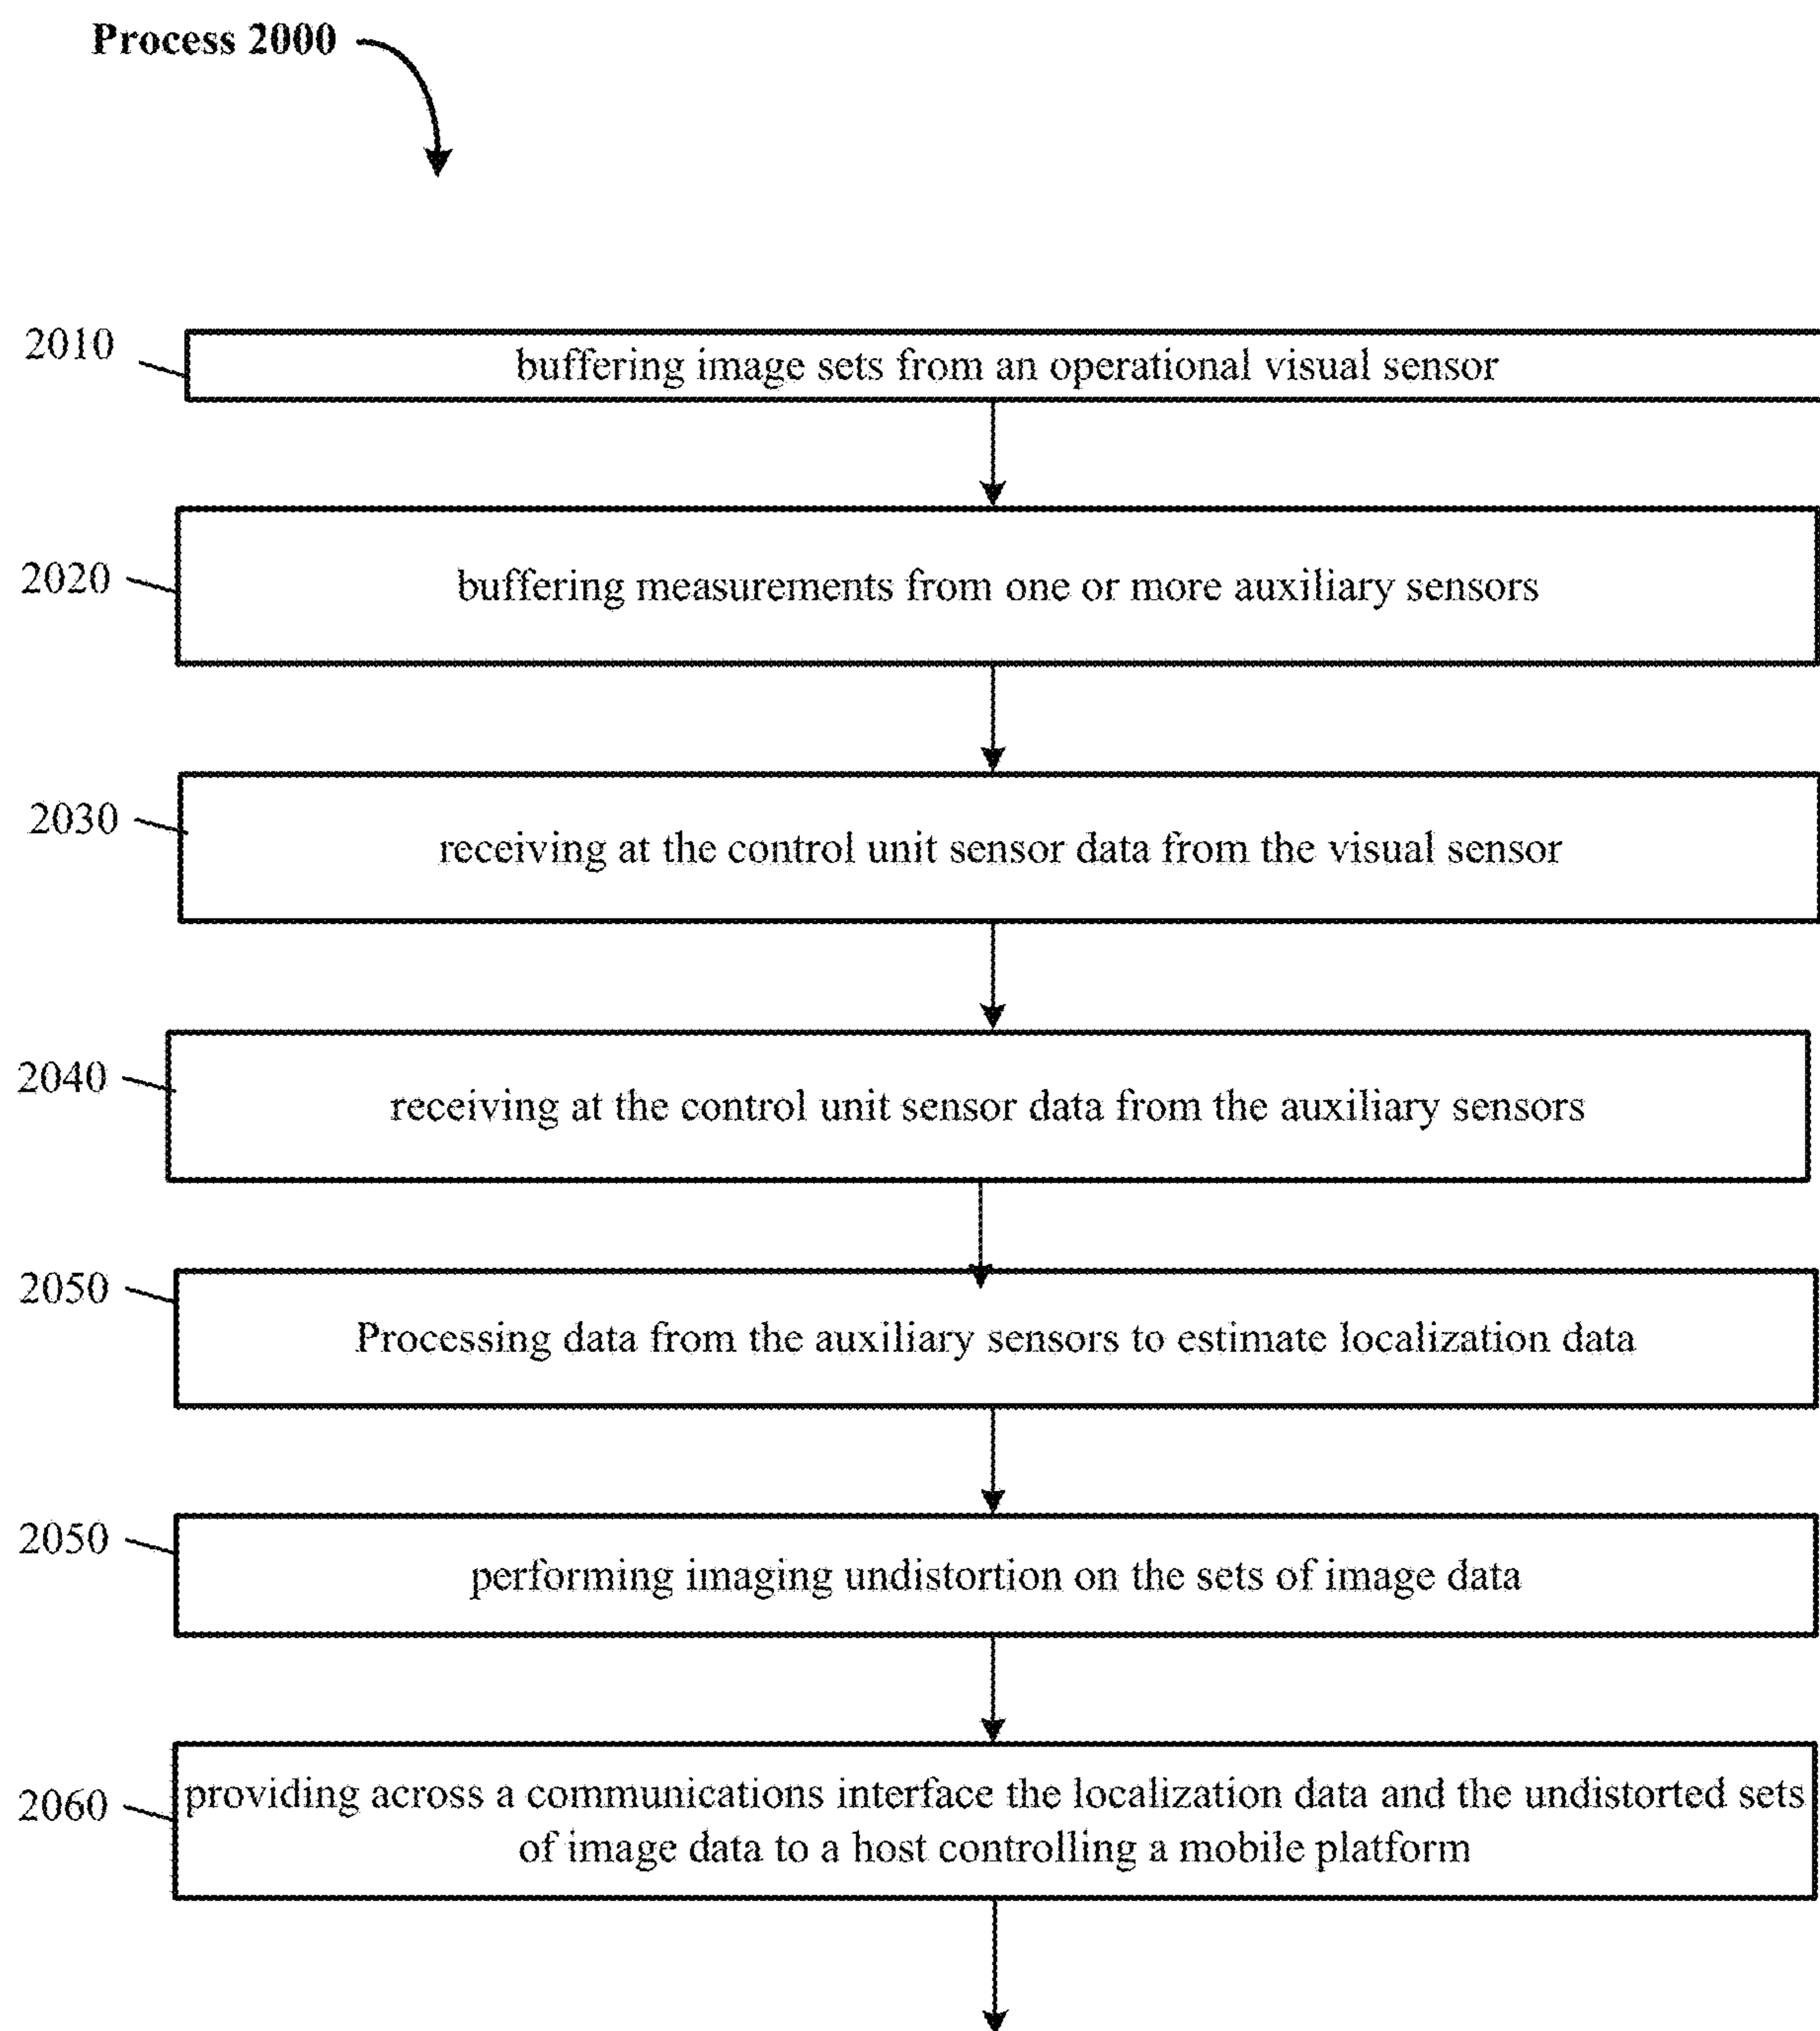 Process 2000
2010
buffering image sets from an operational visual sensor
2020
buffering measurements from one or more auxiliary sensors
2030
receiving at the control unit sensor data from the visual sensor
2040
receiving at the control unit sensor data from the auxiliary sensors
2050
Processing data from the auxiliary sensors to estimate localization data
2050
performing imaging undistortion on the sets of image data
2060
providing across a communications interface the localization data and the undistorted sets
of image data to a host controlling a mobile platform